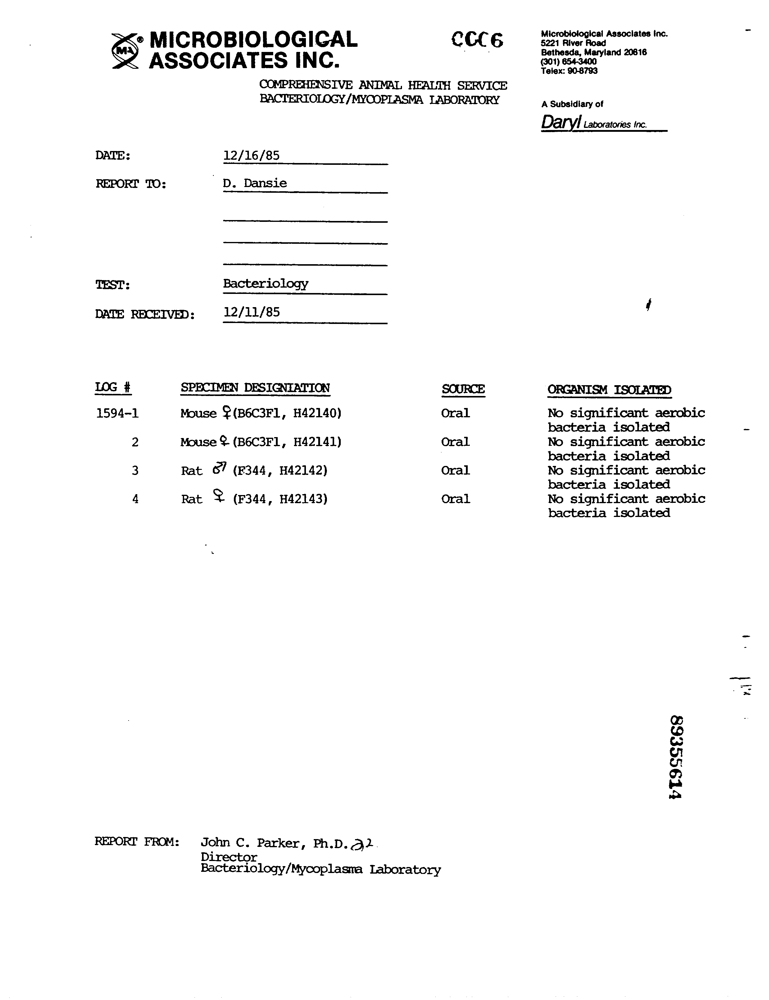 MICROBIOLOGICAL
ASSOCIATES INC.
MA
CCC6
Microbiological Associates Inc.
5221 River Road
Bethesda, Maryland 20816
(301) 654-3400
Telex: 90-8793
COMPREHENSIVE ANIMAL HEALTH SERVICE
BACTERIOLOGY/MYCOPLASMA LABORATORY
A Subsidiary of
Daryl Laboratories Inc.
DATE: 12/16/85
REPORT TO: D. Dansie
TEST: Bacteriology
DATE RECEIVED: 12/11/85
LOG # SPECIMEN DESIGNIATION SOURCE ORGANISM ISOLATED
1594-1 Mouse ♀(B6C3F1, H42140) Oral No significant aerobic
bacteria isolated
2 Mouse ♀ (B6C3F1, H42141) Oral No significant aerobic
bacteria isolated
3 Rat ♂ (F344, H42142) Oral No significant aerobic
bacteria isolated
4 Rat ♀ (F344, H42143) Oral No significant aerobic
bacteria isolated
89355614
REPORT FROM: John C. Parker, Ph.D.
Director
Bacteriology/Mycoplasma Laboratory